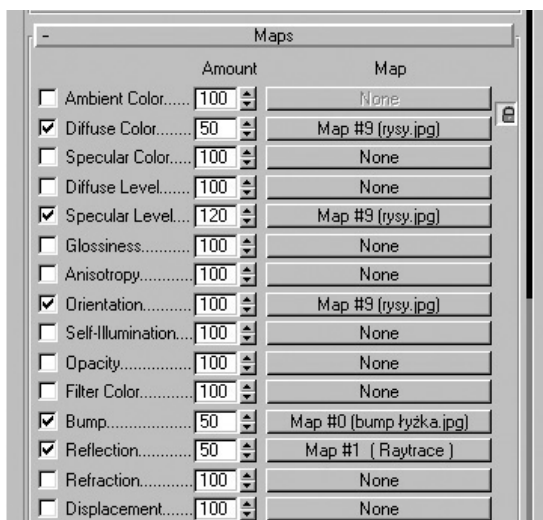 - Maps
Amount Map
Ambient Color...... 100 None
Diffuse Color........ 50 Map #9 (rysy.jpg)
Specular Color..... 100 None
Diffuse Level....... 100 None
Specular Level.... 120 Map #9 (rysy.jpg)
Glossiness........... 100 None
Anisotropy............ 100 None
Orientation........... 100 Map #9 (rysy.jpg)
Self-Illumination.... 100 None
Opacity................ 100 None
Filter Color........... 100 None
Bump.................. 50 Map #0 (bump łyżka.jpg)
Reflection............ 50 Map #1 ( Raytrace )
Refraction........... 100 None
Displacement....... 100 None